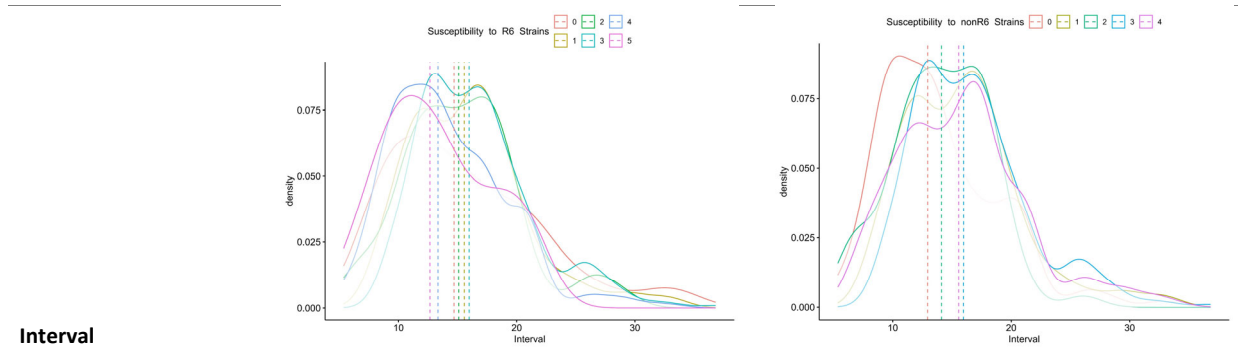 Susceptibility to R6 Strains 0 2 4
1 3 5
Susceptibility to nonR6 Strains 0 1 2 3 4
density
0.075
0.050
0.025
0.000
10 20 30
Interval
density
0.075
0.050
0.025
0.000
10 20 30
Interval
Interval